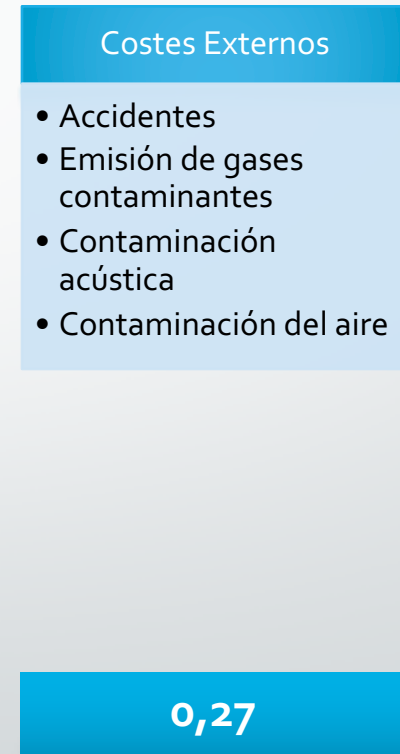 Costes Externos
• Accidentes
• Emisión de gases
contaminantes
• Contaminación
acústica
• Contaminación del aire
0,27